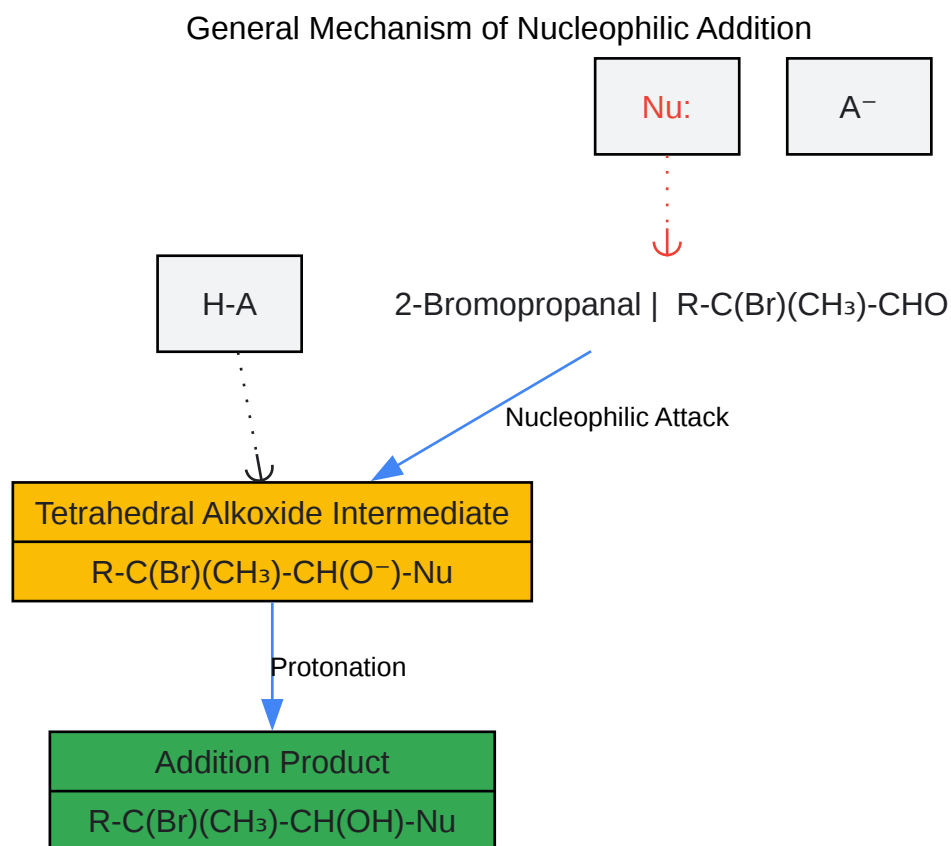 General Mechanism of Nucleophilic Addition
Nu:
A⁻
H-A
2-Bromopropanal | R-C(Br)(CH₃)-CHO
Nucleophilic Attack
Tetrahedral Alkoxide Intermediate
R-C(Br)(CH₃)-CH(O⁻)-Nu
Protonation
Addition Product
R-C(Br)(CH₃)-CH(OH)-Nu